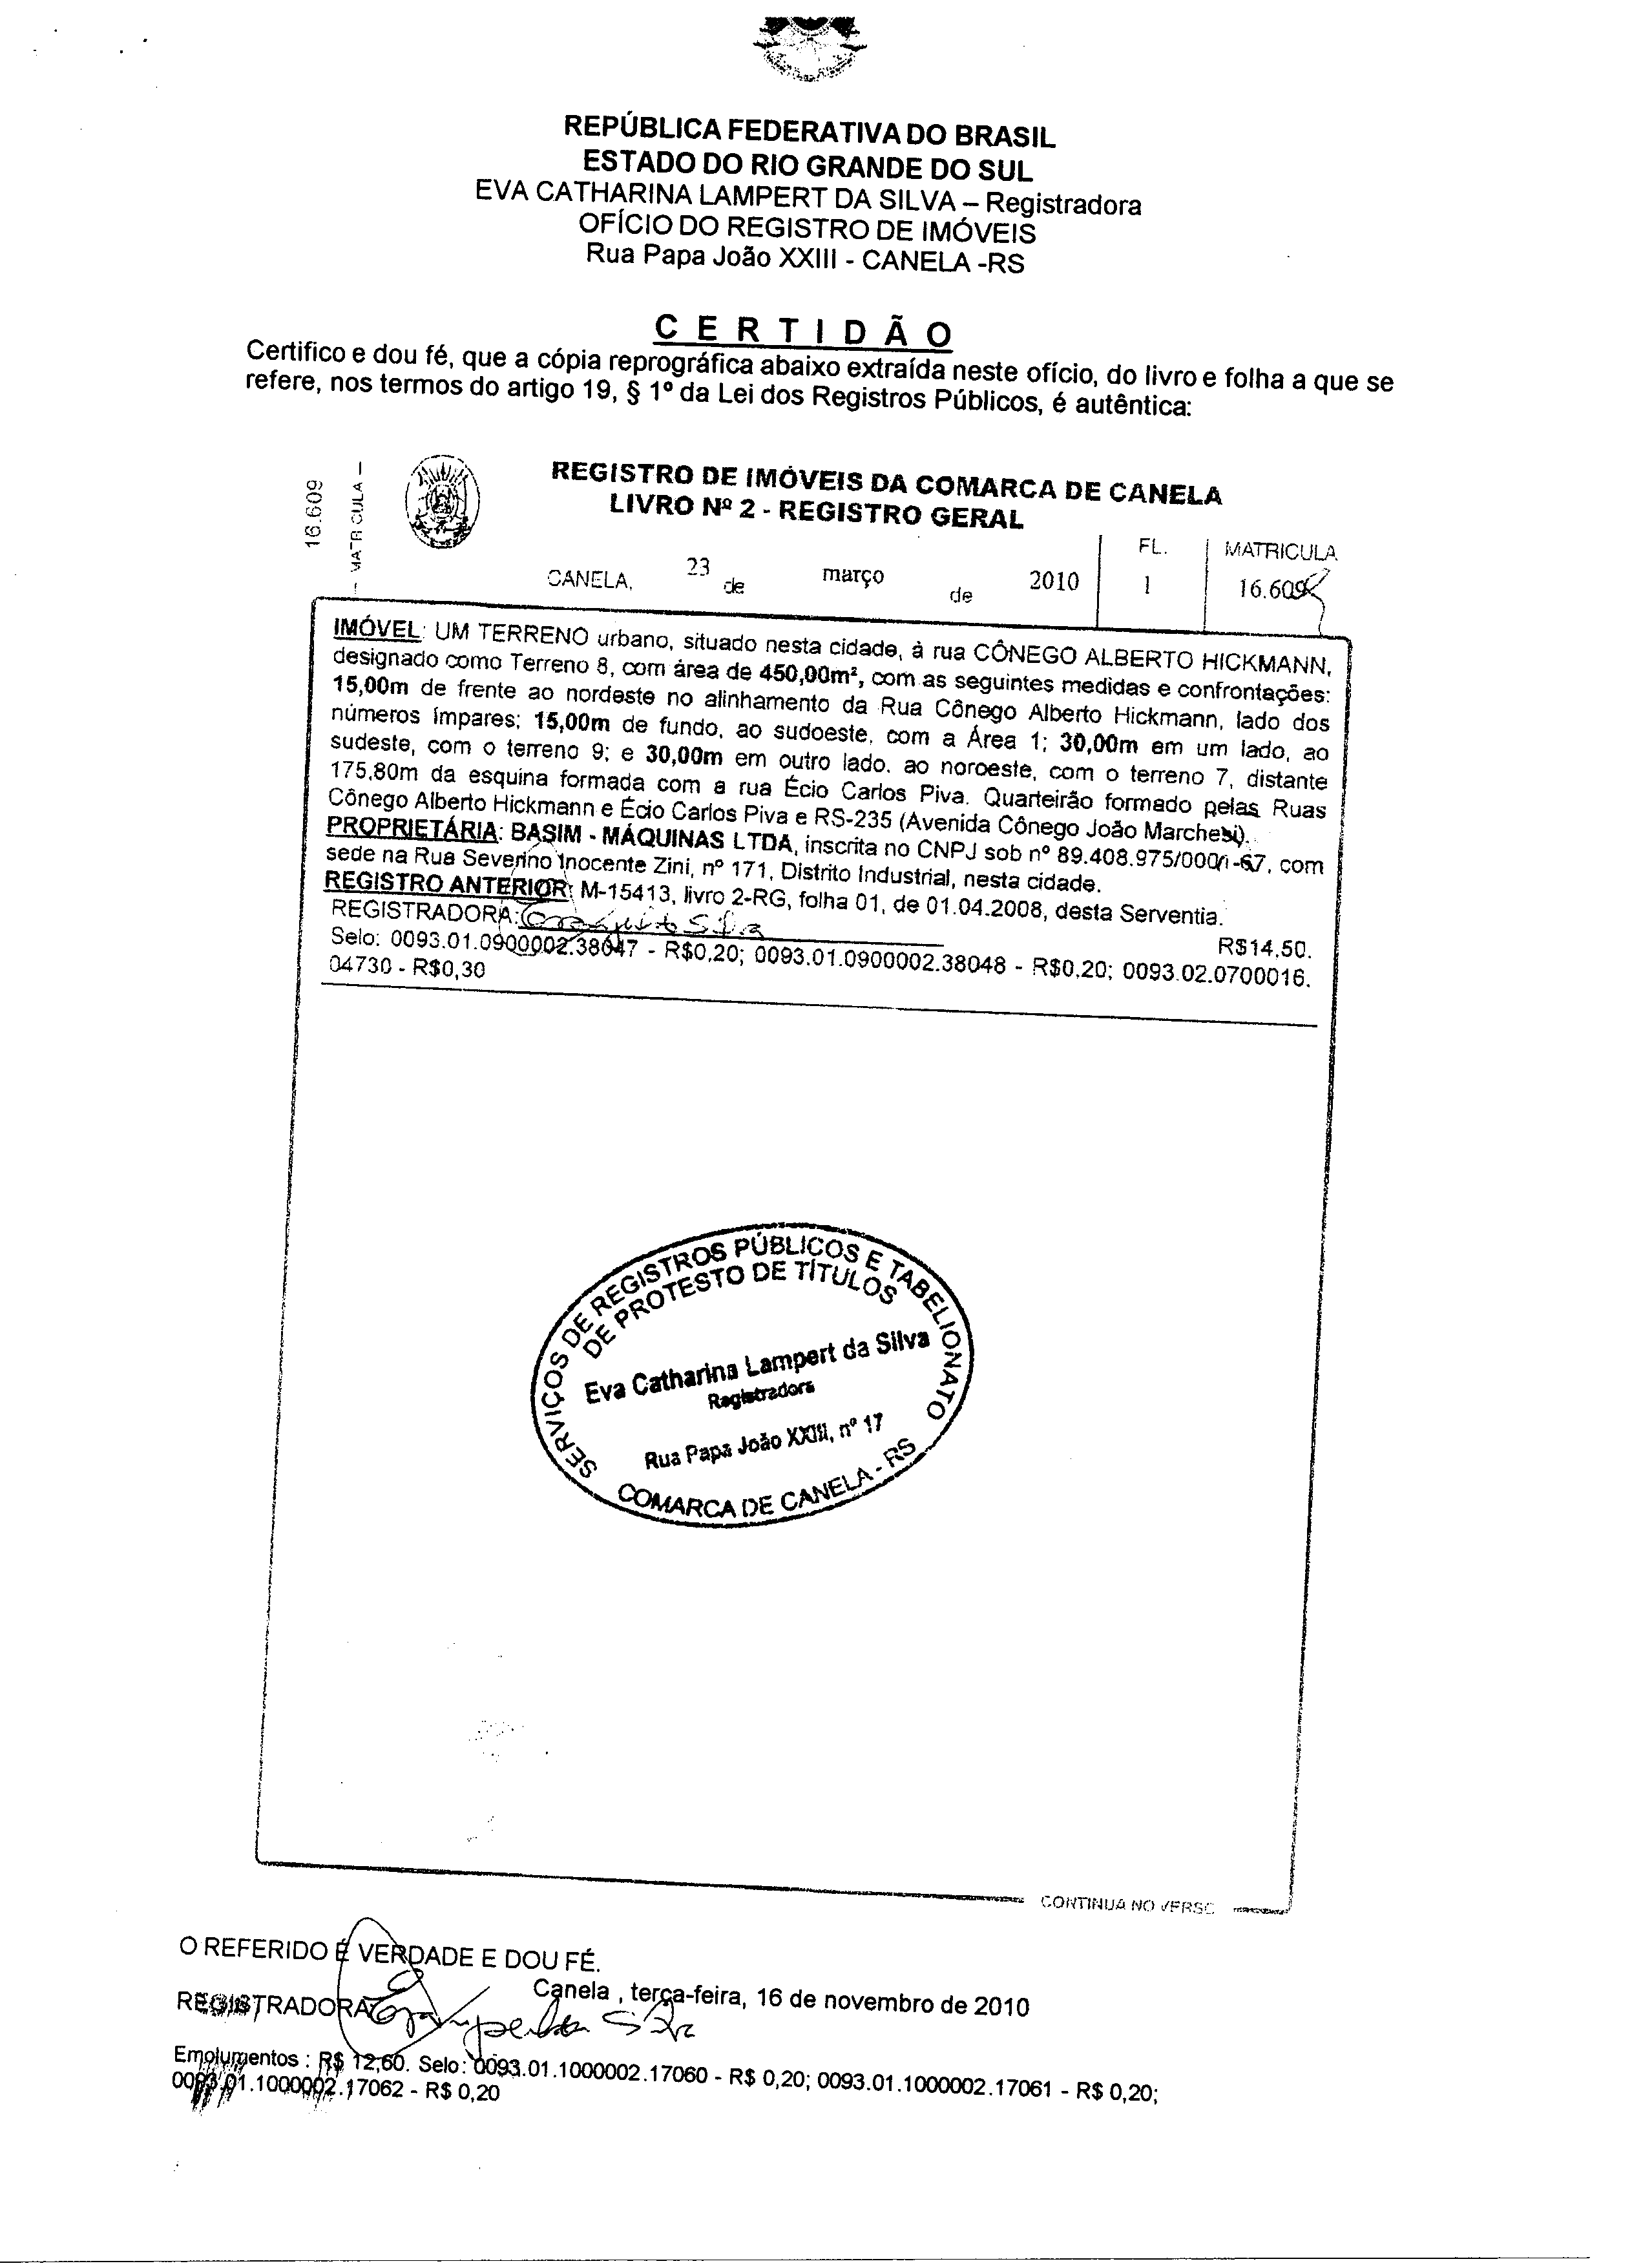 REPÚBLICA FEDERATIVA DO BRASIL
ESTADO DO RIO GRANDE DO SUL
EVA CATHARINA LAMPERT DA SILVA – Registradora
OFÍCIO DO REGISTRO DE IMÓVEIS
Rua Papa João XXIII - CANELA -RS
CERTIDÃO
Certifico e dou fé, que a cópia reprográfica abaixo extraída neste ofício, do livro e folha a que se
refere, nos termos do artigo 19, § 1º da Lei dos Registros Públicos, é autêntica:
16.609
MATRICULA
REGISTRO DE IMÓVEIS DA COMARCA DE CANELA
LIVRO Nº 2 - REGISTRO GERAL
CANELA, 23 de março de 2010
FL.
1
MATRICULA
16.609
IMÓVEL: UM TERRENO urbano, situado nesta cidade, à rua CÔNEGO ALBERTO HICKMANN,
designado como Terreno 8, com área de 450,00m², com as seguintes medidas e confrontações:
15,00m de frente ao nordeste no alinhamento da Rua Cônego Alberto Hickmann, lado dos
números ímpares; 15,00m de fundo, ao sudoeste, com a Área 1; 30,00m em um lado, ao
sudeste, com o terreno 9; e 30,00m em outro lado, ao noroeste, com o terreno 7, distante
175,80m da esquina formada com a rua Écio Carlos Piva. Quarteirão formado pelas Ruas
Cônego Alberto Hickmann e Écio Carlos Piva e RS-235 (Avenida Cônego João Marchesi).
PROPRIETÁRIA: BASIM - MÁQUINAS LTDA, inscrita no CNPJ sob nº 89.408.975/0001-67, com
sede na Rua Severino Inocente Zini, nº 171, Distrito Industrial, nesta cidade.
REGISTRO ANTERIOR: M-15413, livro 2-RG, folha 01, de 01.04.2008, desta Serventia.
REGISTRADORA: R$14,50.
Selo: 0093.01.0900002.38047 - R$0,20; 0093.01.0900002.38048 - R$0,20; 0093.02.0700016.
04730 - R$0,30
SERVIÇOS DE REGISTROS PÚBLICOS E TABELIONATO
DE PROTESTO DE TÍTULOS
Eva Catharina Lampert da Silva
Registradora
Rua Papa João XXIII, nº 17
COMARCA DE CANELA - RS
CONTINUA NO VERSO
O REFERIDO É VERDADE E DOU FÉ.
Canela , terça-feira, 16 de novembro de 2010
REGISTRADORA
Emolumentos : R$ 12,60. Selo: 0093.01.1000002.17060 - R$ 0,20; 0093.01.1000002.17061 - R$ 0,20;
0093.01.1000002.17062 - R$ 0,20